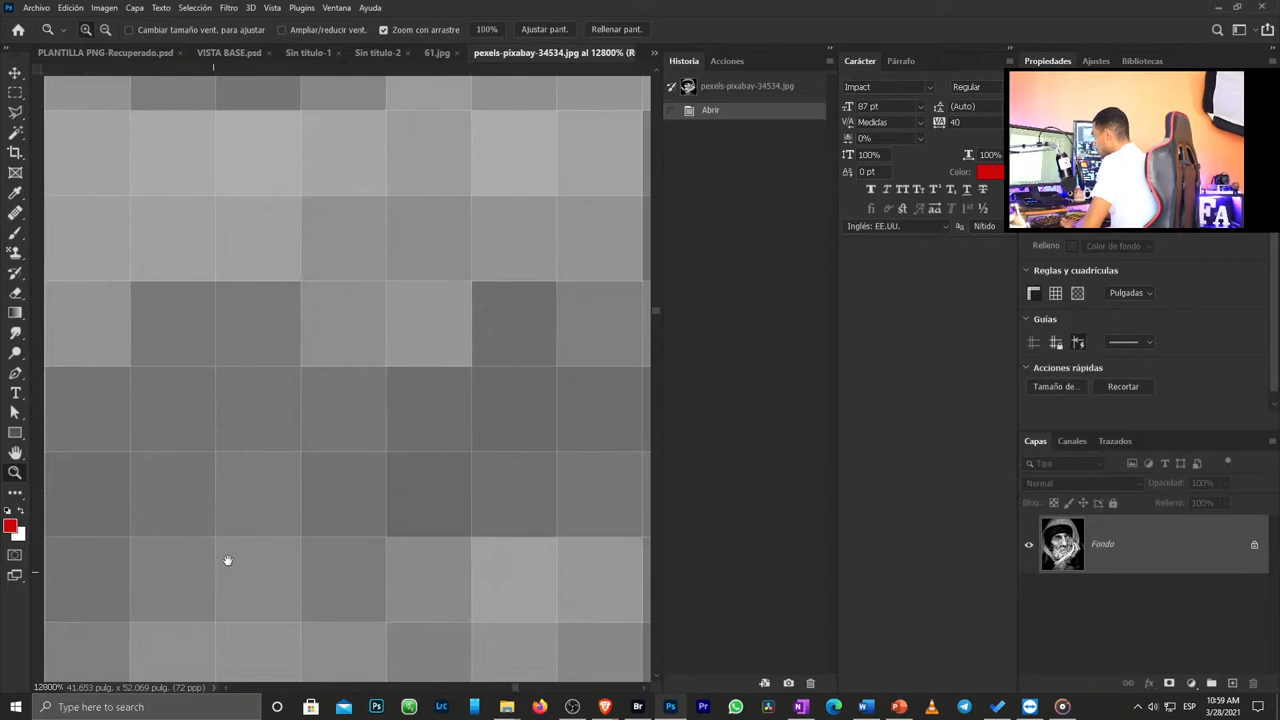 Ps Archivo Edición Imagen Capa Texto Selección Filtro 3D Vista Plugins Ventana Ayuda
Cambiar tamaño vent. para ajustar Ampliar/reducir vent. Zoom con arrastre 100% Ajustar pant. Rellenar pant.
PLANTILLA PNG-Recuperado.psd × VISTA BASE.psd × Sin título-1 × Sin título-2 × 61.jpg × pexels-pixabay-34534.jpg al 12800% (R
Historia Acciones
pexels-pixabay-34534.jpg
Abrir
Carácter Párrafo
Impact Regular
87 pt (Auto)
Medidas 40
0%
100% 100%
0 pt Color:
Inglés: EE.UU. Nítido
Propiedades Ajustes Bibliotecas
FA
Relleno Color de fondo
Reglas y cuadrículas
Pulgadas
Guías
Acciones rápidas
Tamaño de... Recortar
Capas Canales Trazados
Tipo
Normal Opacidad: 100%
Bloq.: Relleno: 100%
Fondo
12800% 41.653 pulg. x 52.069 pulg. (72 ppp)
Type here to search
ESP
10:59 AM
3/28/2021